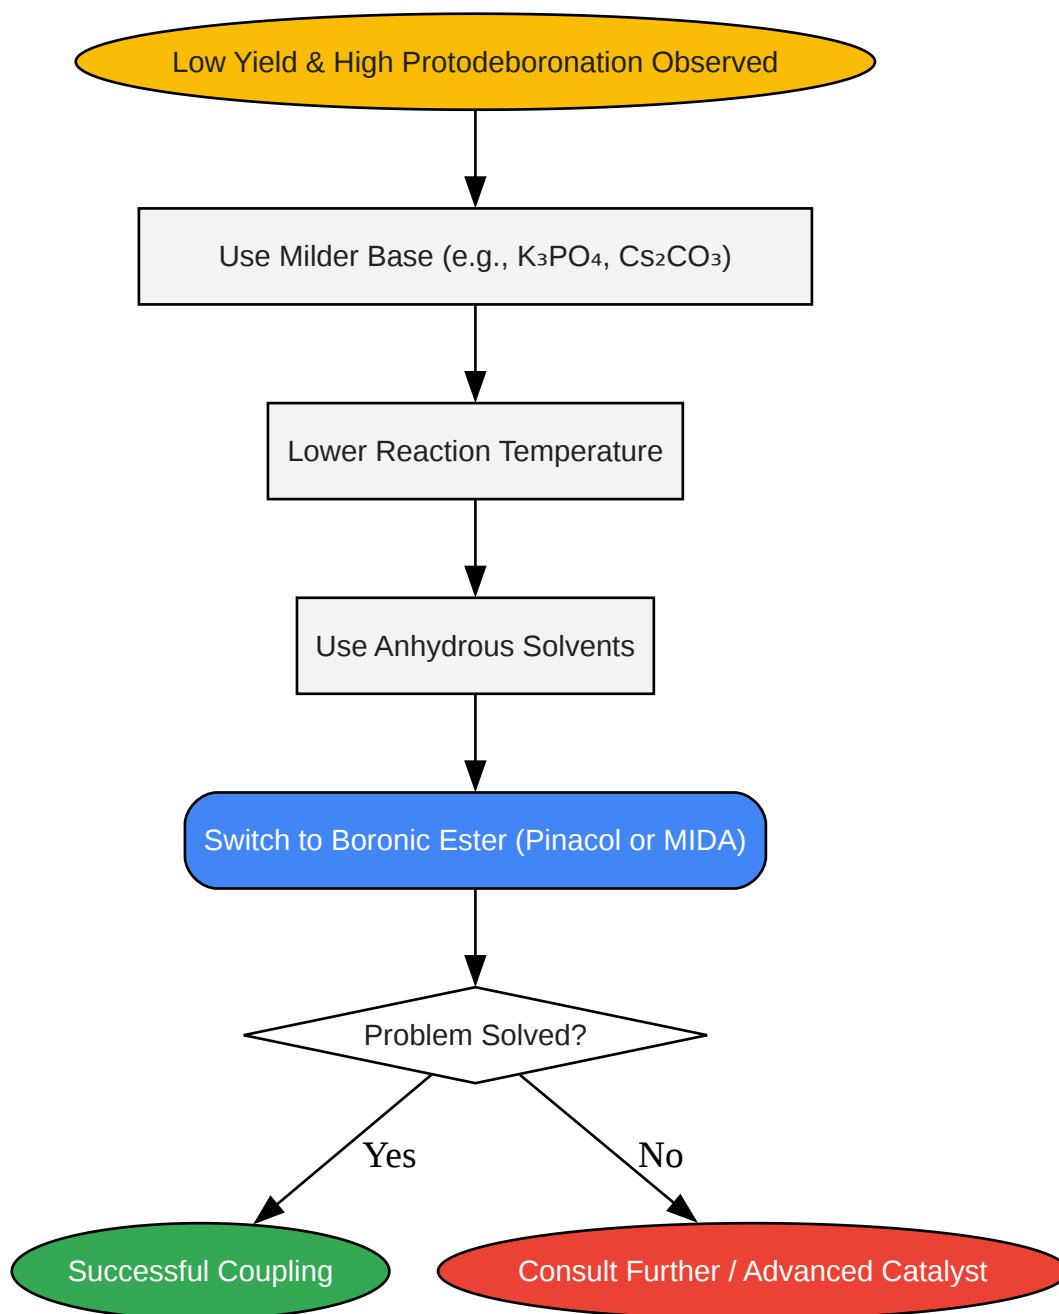 Low Yield & High Protodeboronation Observed
Use Milder Base (e.g., K₃PO₄, Cs₂CO₃)
Lower Reaction Temperature
Use Anhydrous Solvents
Switch to Boronic Ester (Pinacol or MIDA)
Problem Solved?
Yes
No
Successful Coupling
Consult Further / Advanced Catalyst